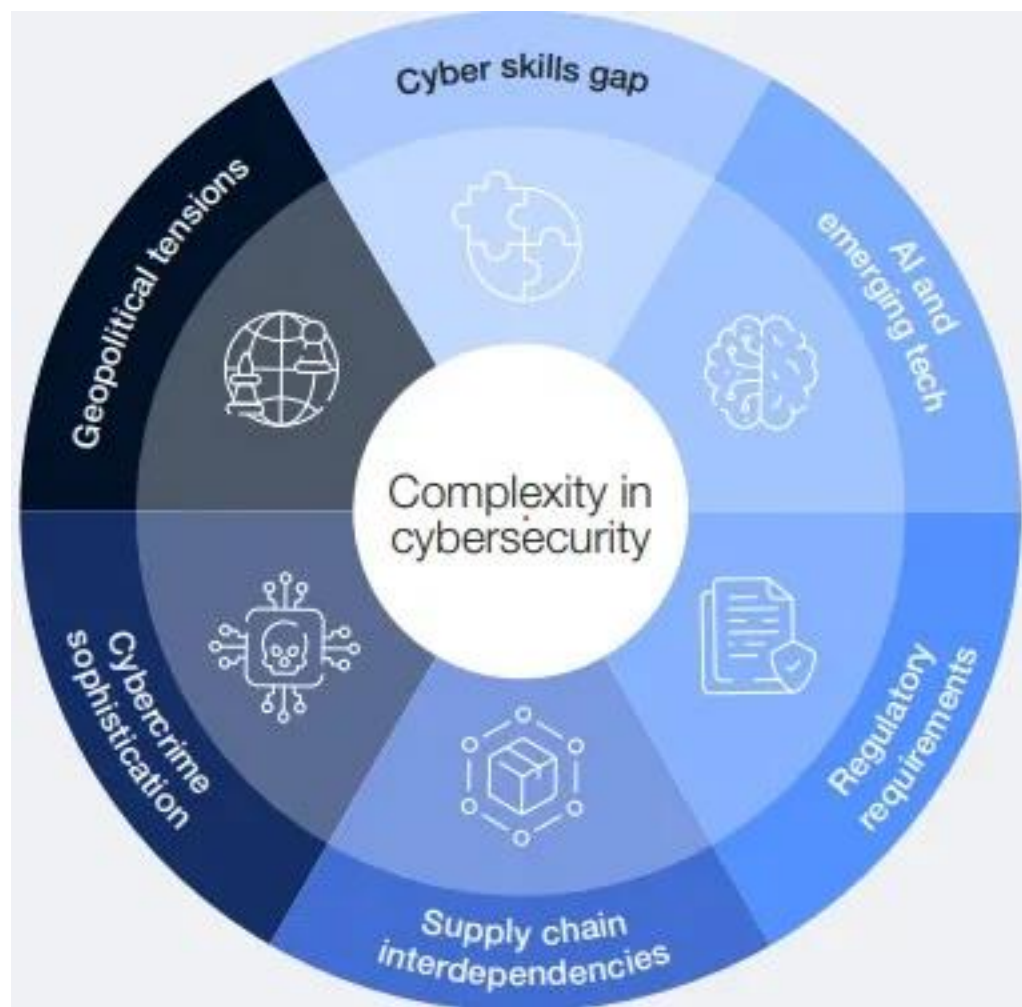 Cyber skills gap
AI and
emerging tech
Regulatory
requirements
Supply chain
interdependencies
Cybercrime
sophistication
Geopolitical tensions
Complexity in
cybersecurity